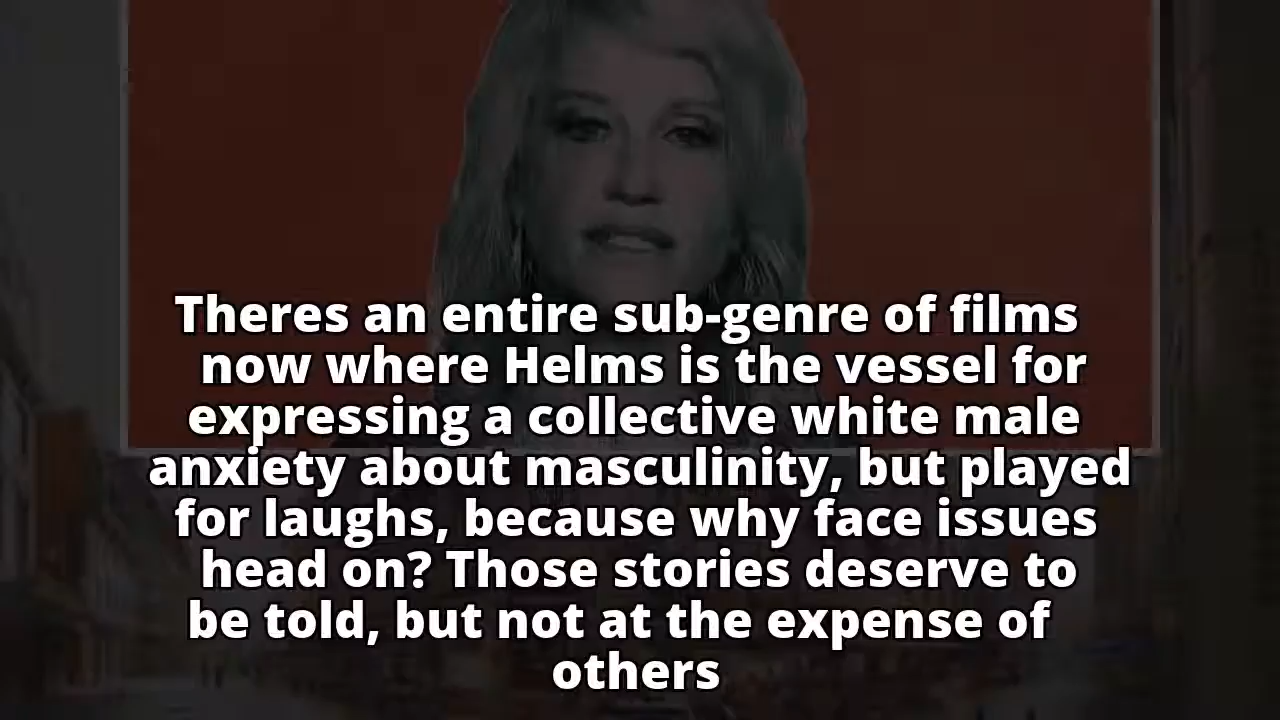 Theres an entire sub-genre of films
now where Helms is the vessel for
expressing a collective white male
anxiety about masculinity, but played
for laughs, because why face issues
head on? Those stories deserve to
be told, but not at the expense of
others